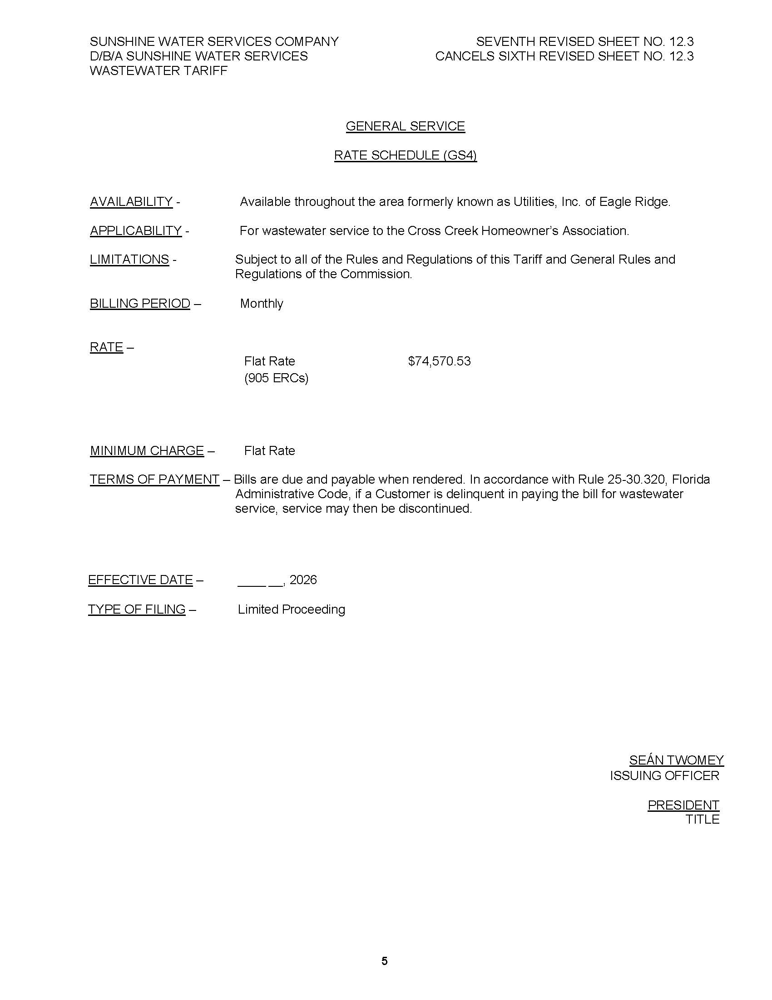 SUNSHINE WATER SERVICES COMPANY SEVENTH REVISED SHEET NO. 12.3
D/B/A SUNSHINE WATER SERVICES CANCELS SIXTH REVISED SHEET NO. 12.3
WASTEWATER TARIFF
GENERAL SERVICE
RATE SCHEDULE (GS4)
AVAILABILITY - Available throughout the area formerly known as Utilities, Inc. of Eagle Ridge.
APPLICABILITY - For wastewater service to the Cross Creek Homeowner’s Association.
LIMITATIONS - Subject to all of the Rules and Regulations of this Tariff and General Rules and
Regulations of the Commission.
BILLING PERIOD – Monthly
RATE –
Flat Rate $74,570.53
(905 ERCs)
MINIMUM CHARGE – Flat Rate
TERMS OF PAYMENT – Bills are due and payable when rendered. In accordance with Rule 25-30.320, Florida
Administrative Code, if a Customer is delinquent in paying the bill for wastewater
service, service may then be discontinued.
EFFECTIVE DATE – ____ __, 2026
TYPE OF FILING – Limited Proceeding
SEÁN TWOMEY
ISSUING OFFICER
PRESIDENT
TITLE
5